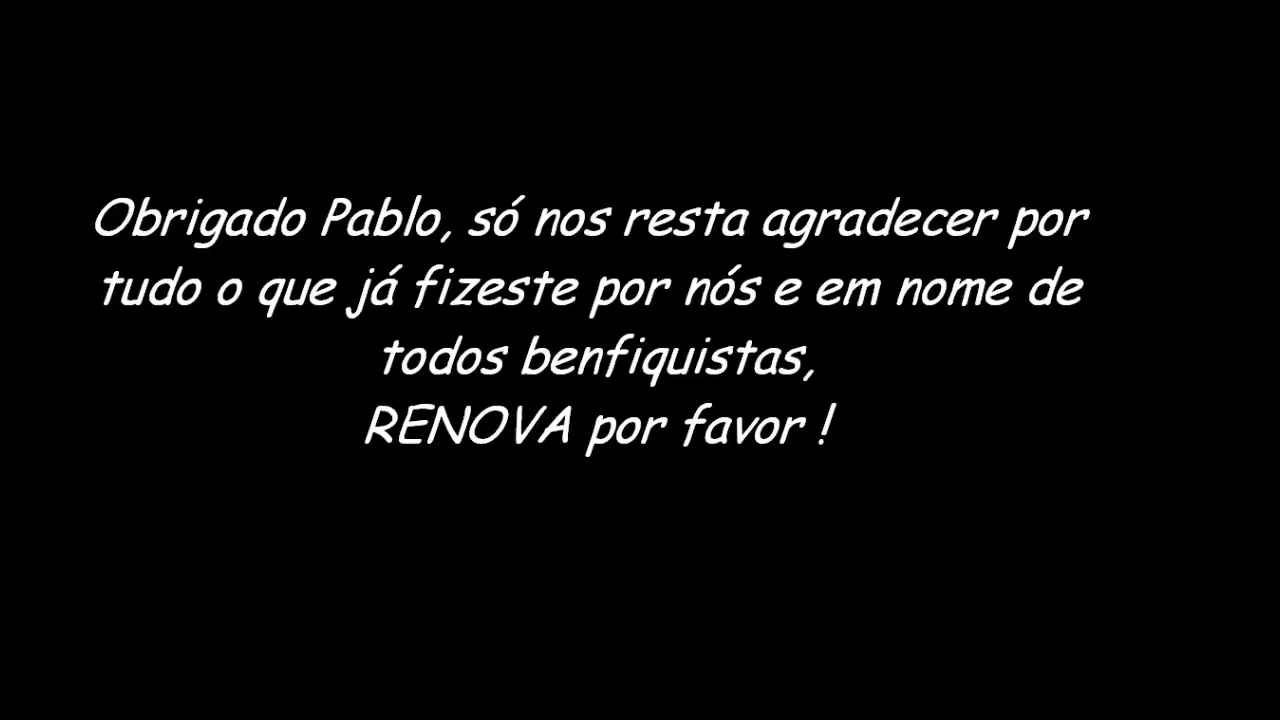 Obrigado Pablo, só nos resta agradecer por
tudo o que já fizeste por nós e em nome de
todos benfiquistas,
RENOVA por favor !